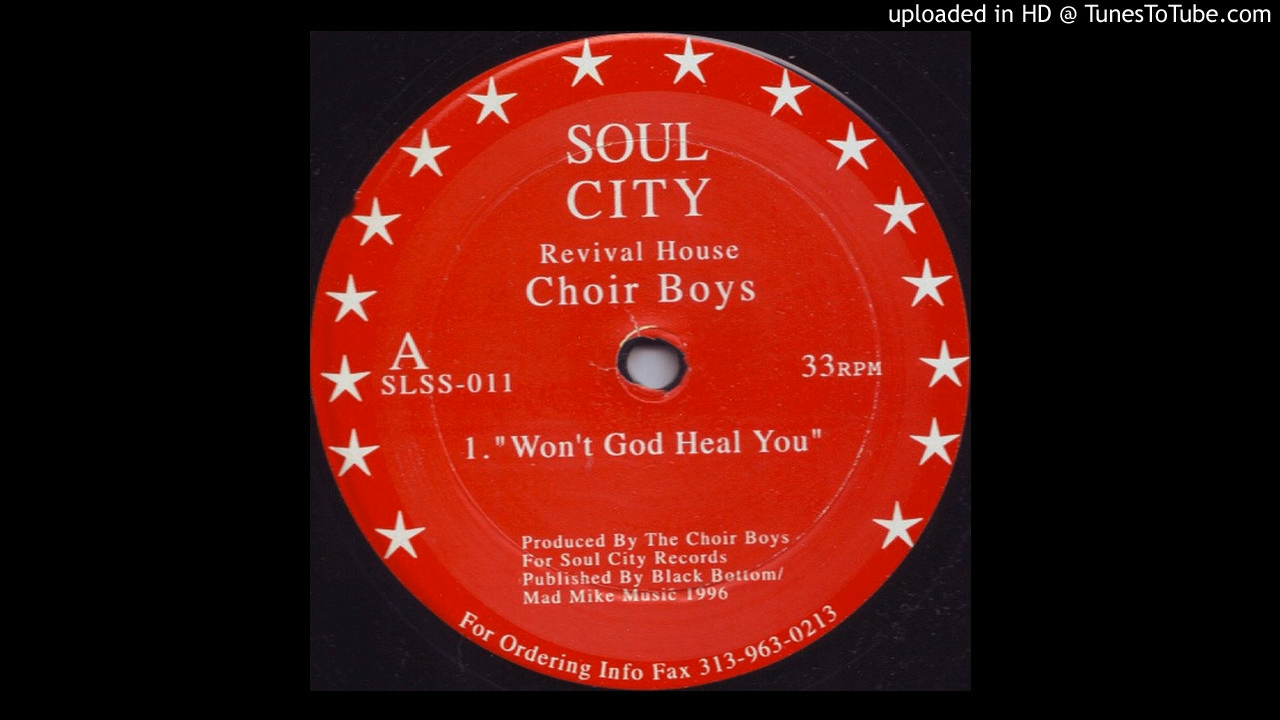 uploaded in HD @ TunesToTube.com
SOUL
CITY
Revival House
Choir Boys
A
SLSS-011
33RPM
1."Won't God Heal You"
Produced By The Choir Boys
For Soul City Records
Published By Black Bottom/
Mad Mike Music 1996
For Ordering Info Fax 313-963-0213